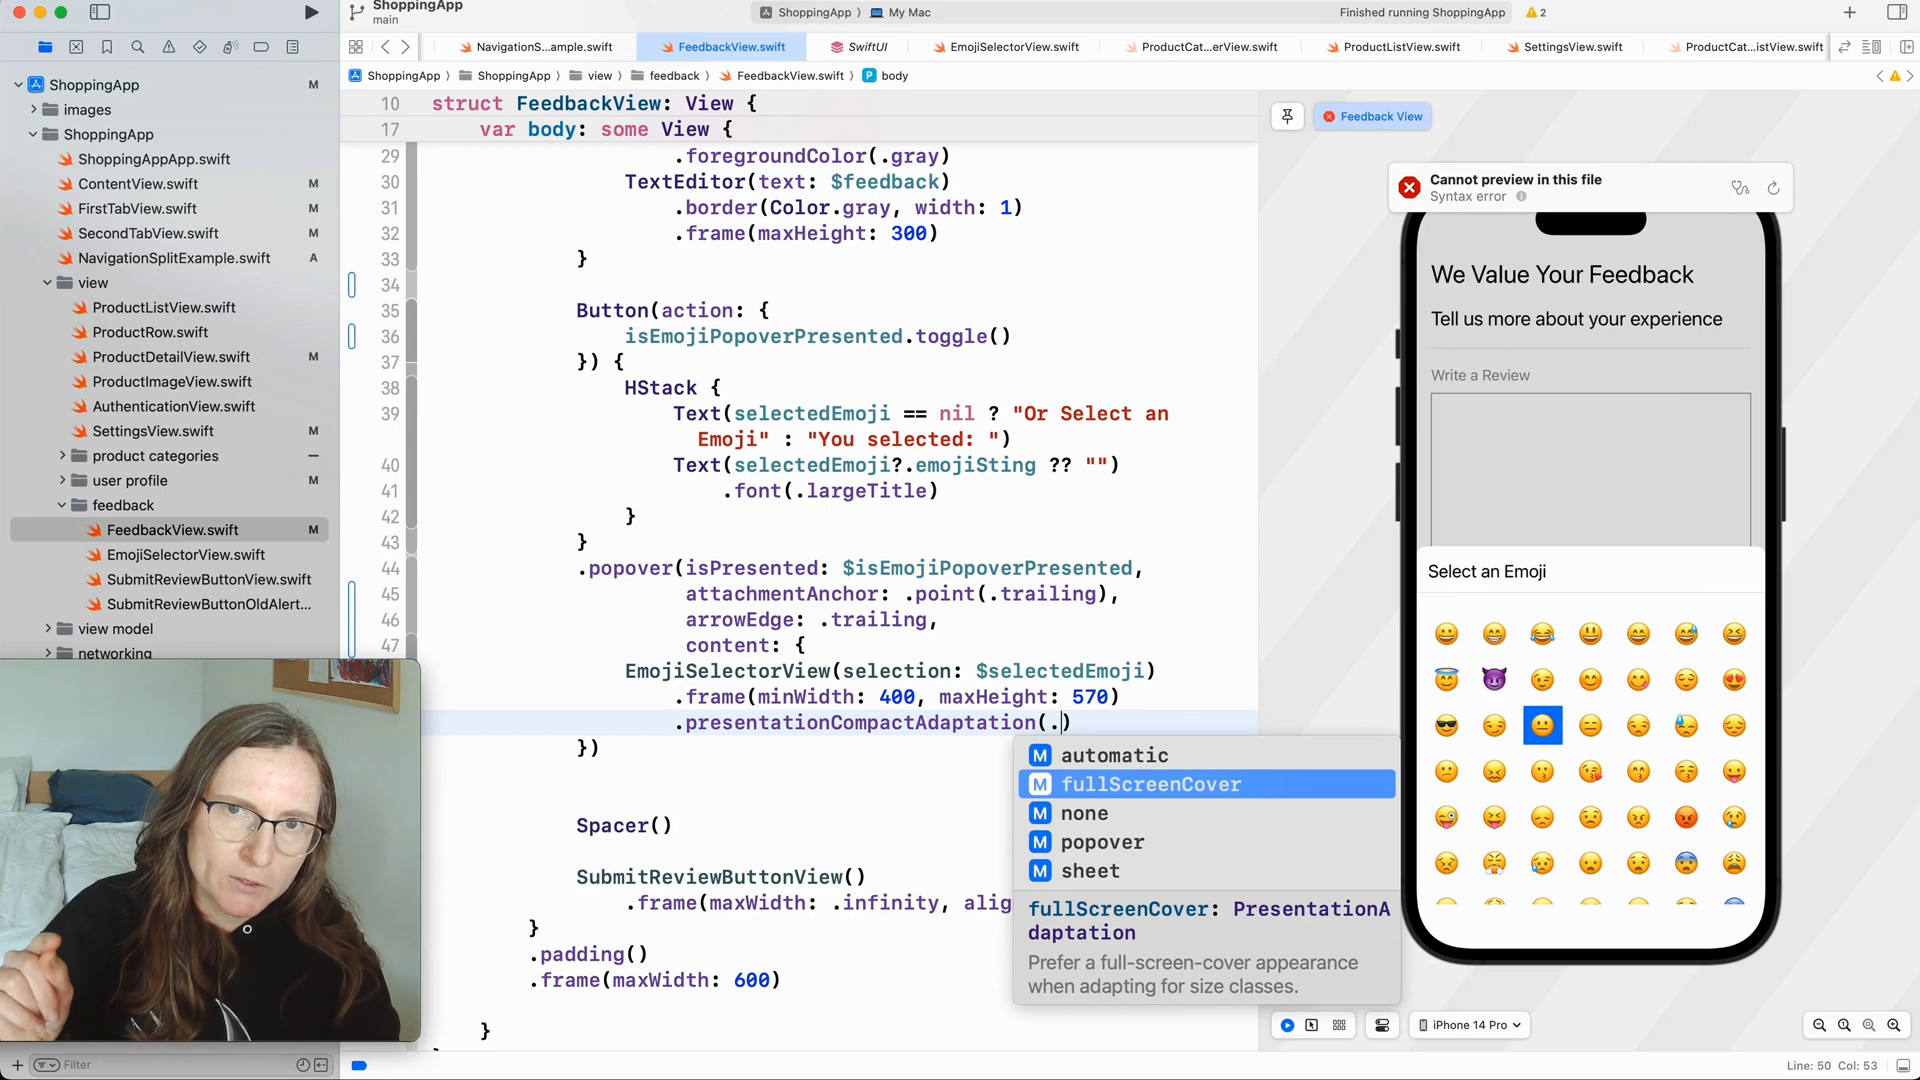 ShoppingApp
main
ShoppingApp
My Mac
Finished running ShoppingApp
2
NavigationS...ample.swift
FeedbackView.swift
SwiftUI
EmojiSelectorView.swift
ProductCat...erView.swift
ProductListView.swift
SettingsView.swift
ProductCat...istView.swift
ShoppingApp
ShoppingApp
view
feedback
FeedbackView.swift
P body
ShoppingApp M
images
ShoppingApp
ShoppingAppApp.swift
ContentView.swift M
FirstTabView.swift M
SecondTabView.swift M
NavigationSplitExample.swift A
view
ProductListView.swift
ProductRow.swift
ProductDetailView.swift M
ProductImageView.swift
AuthenticationView.swift
SettingsView.swift M
product categories
user profile M
feedback
FeedbackView.swift M
EmojiSelectorView.swift
SubmitReviewButtonView.swift
SubmitReviewButtonOldAlert...
view model
networking
Filter
10 struct FeedbackView: View {
17 var body: some View {
29 .foregroundColor(.gray)
30 TextEditor(text: $feedback)
31 .border(Color.gray, width: 1)
32 .frame(maxHeight: 300)
33 }
34
35 Button(action: {
36 isEmojiPopoverPresented.toggle()
37 }) {
38 HStack {
39 Text(selectedEmoji == nil ? "Or Select an
Emoji" : "You selected: ")
40 Text(selectedEmoji?.emojiSting ?? "")
41 .font(.largeTitle)
42 }
43 }
44 .popover(isPresented: $isEmojiPopoverPresented,
45 attachmentAnchor: .point(.trailing),
46 arrowEdge: .trailing,
47 content: {
EmojiSelectorView(selection: $selectedEmoji)
.frame(minWidth: 400, maxHeight: 570)
.presentationCompactAdaptation(.)
})
Spacer()
SubmitReviewButtonView()
.frame(maxWidth: .infinity, alig
}
.padding()
.frame(maxWidth: 600)
}
M automatic
M fullScreenCover
M none
M popover
M sheet
fullScreenCover: PresentationA
daptation
Prefer a full-screen-cover appearance
when adapting for size classes.
Feedback View
Cannot preview in this file
Syntax error
We Value Your Feedback
Tell us more about your experience
Write a Review
Select an Emoji
iPhone 14 Pro
Line: 50 Col: 53